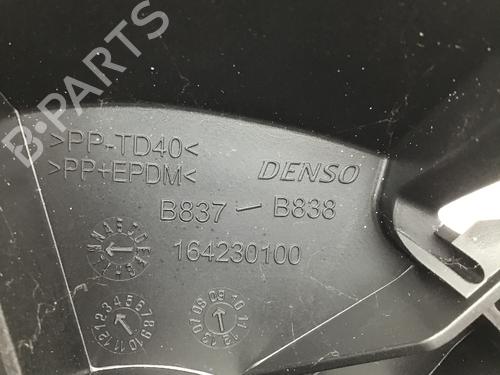 B-PARTS
>PP-TD40<
>PP+EPDM<
DENSO
B837 - B838
164230100